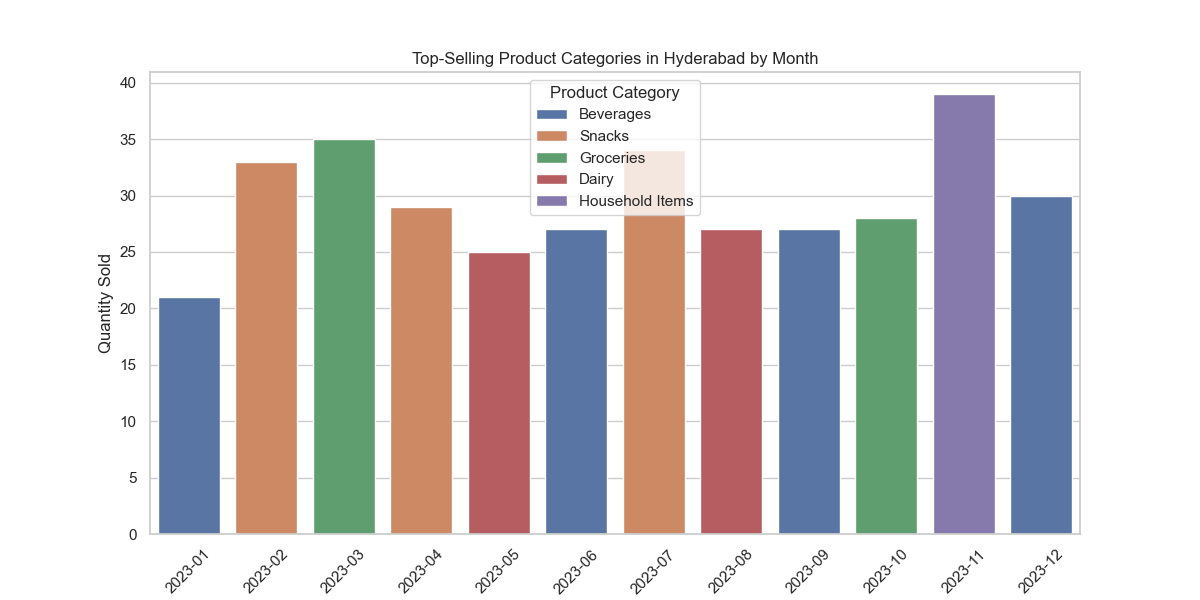 Top-Selling Product Categories in Hyderabad by Month
Product Category
Beverages
Snacks
Groceries
Dairy
Household Items
Quantity Sold
40
35
30
25
20
15
10
5
0
2023-01
2023-02
2023-03
2023-04
2023-05
2023-06
2023-07
2023-08
2023-09
2023-10
2023-11
2023-12